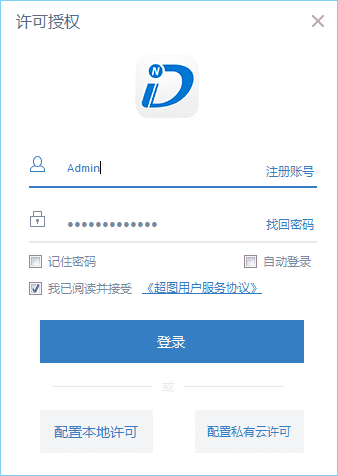 许可授权
N
iD
Admin
注册账号
•••••••••••••
找回密码
记住密码
自动登录
我已阅读并接受 《超图用户服务协议》
登录
或
配置本地许可
配置私有云许可